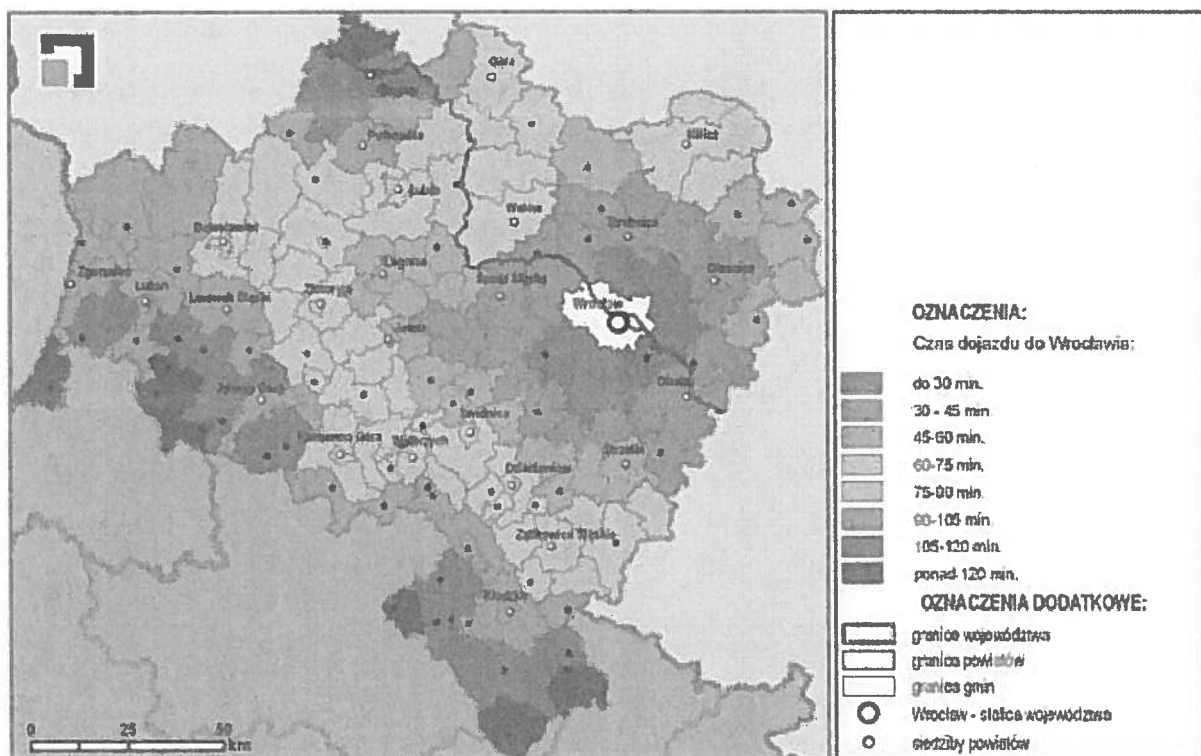 Góra
Milicz
Lubin
Wołów
Trzebnica
Bolesławiec
Zgorzelec
Lubań
Lwówek Śląski
Złotoryja
Legnica
Środa Śląska
Wrocław
Oleśnica
Jawor
Jelenia Góra
Oława
Kamienna Góra
Wałbrzych
Świdnica
Dzierżoniów
Strzelin
Ząbkowice Śląskie
Kłodzko
0 25 50
km
OZNACZENIA:
Czas dojazdu do Wrocławia:
do 30 min.
30 - 45 min.
45-60 min.
60-75 min.
75-90 min.
90-105 min.
105-120 min.
ponad 120 min.
OZNACZENIA DODATKOWE:
granice województwa
granica powiatów
granica gmin
Wrocław - stolica województwa
siedziby powiatów